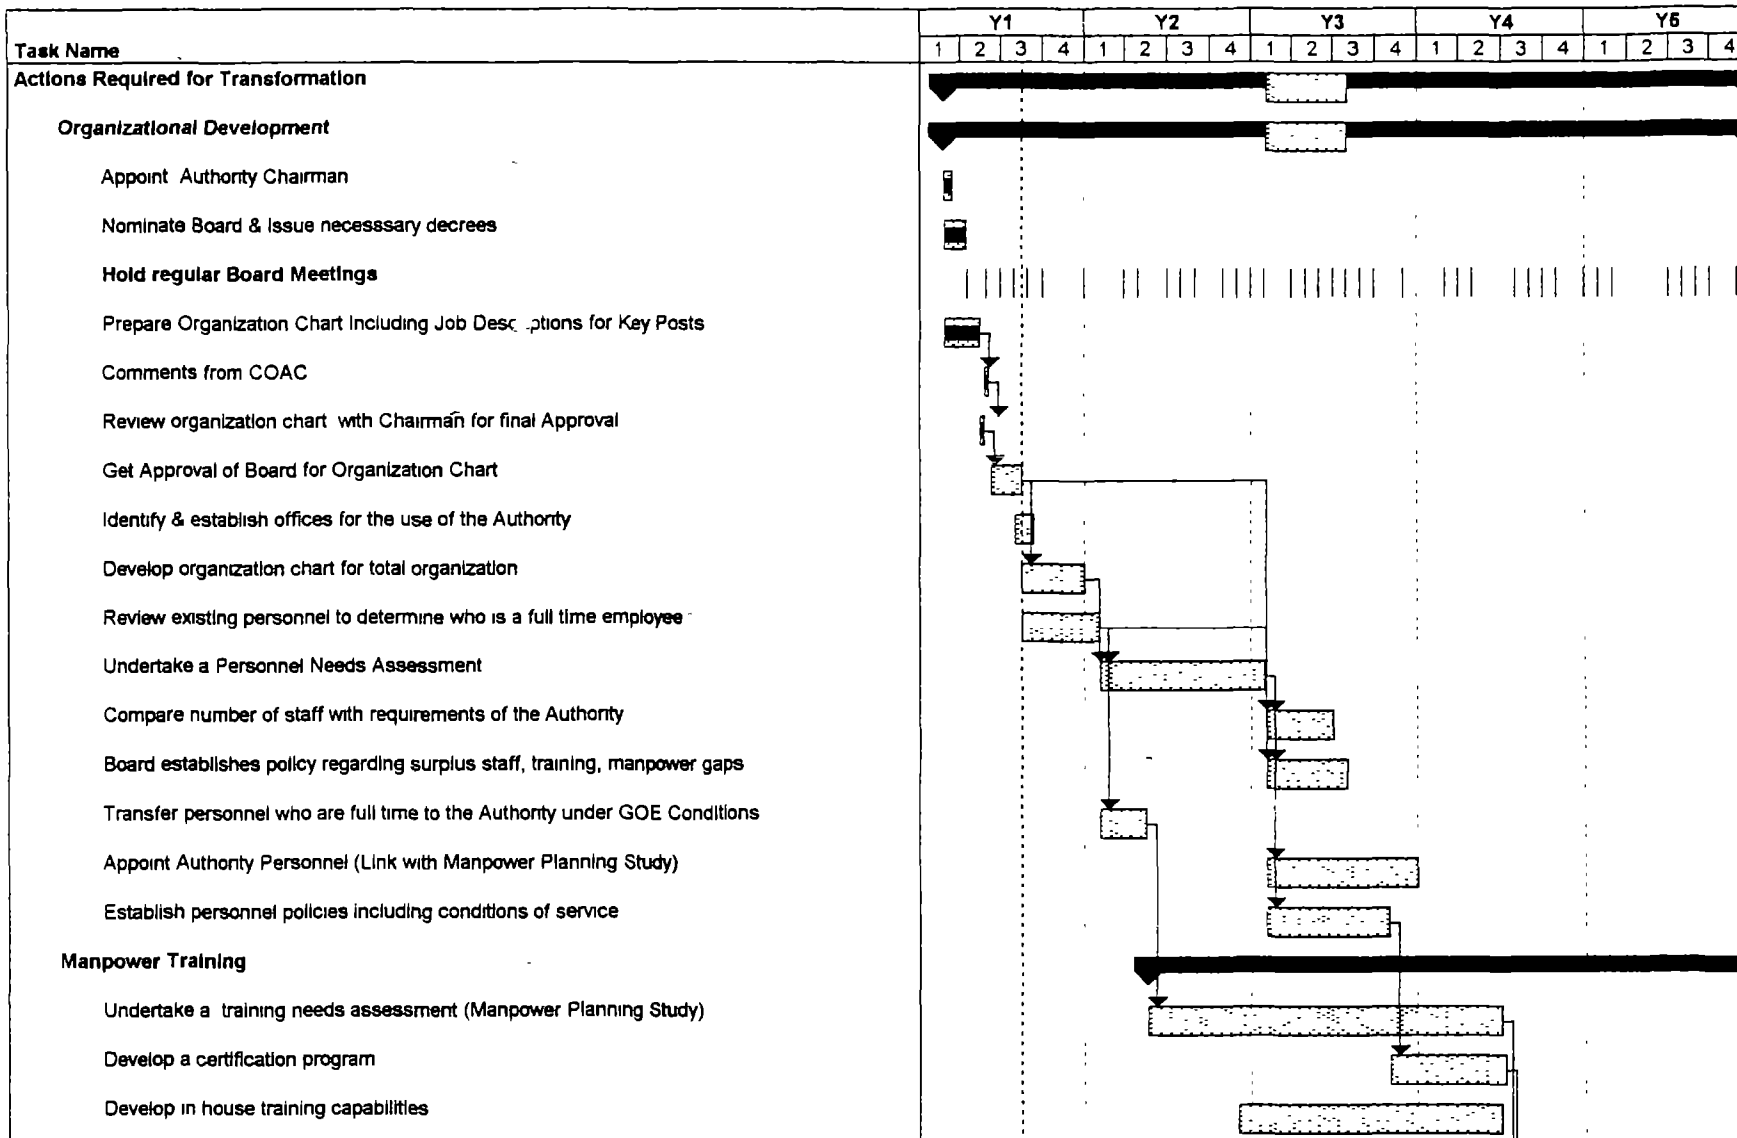 Y1 Y2 Y3 Y4 Y5
Task Name 1 2 3 4 1 2 3 4 1 2 3 4 1 2 3 4 1 2 3 4
Actions Required for Transformation
Organizational Development
Appoint Authority Chairman
Nominate Board & Issue necesssary decrees
Hold regular Board Meetings
Prepare Organization Chart Including Job for Key Posts
Comments from COAC
Review organization chart with Chairman for final Approval
Get Approval of Board for Organization Chart
Identify & establish offices for the use of the Authority
Develop organization chart for total organization
Review existing personnel to determine who is a full time employee
Undertake a Personnel Needs Assessment
Compare number of staff with requirements of the Authority
Board establishes policy regarding surplus staff, training, manpower gaps
Transfer personnel who are full time to the Authority under GOE Conditions
Appoint Authority Personnel (Link with Manpower Planning Study)
Establish personnel policies including conditions of service
Manpower Training
Undertake a training needs assessment (Manpower Planning Study)
Develop a certification program
Develop in house training capabilities